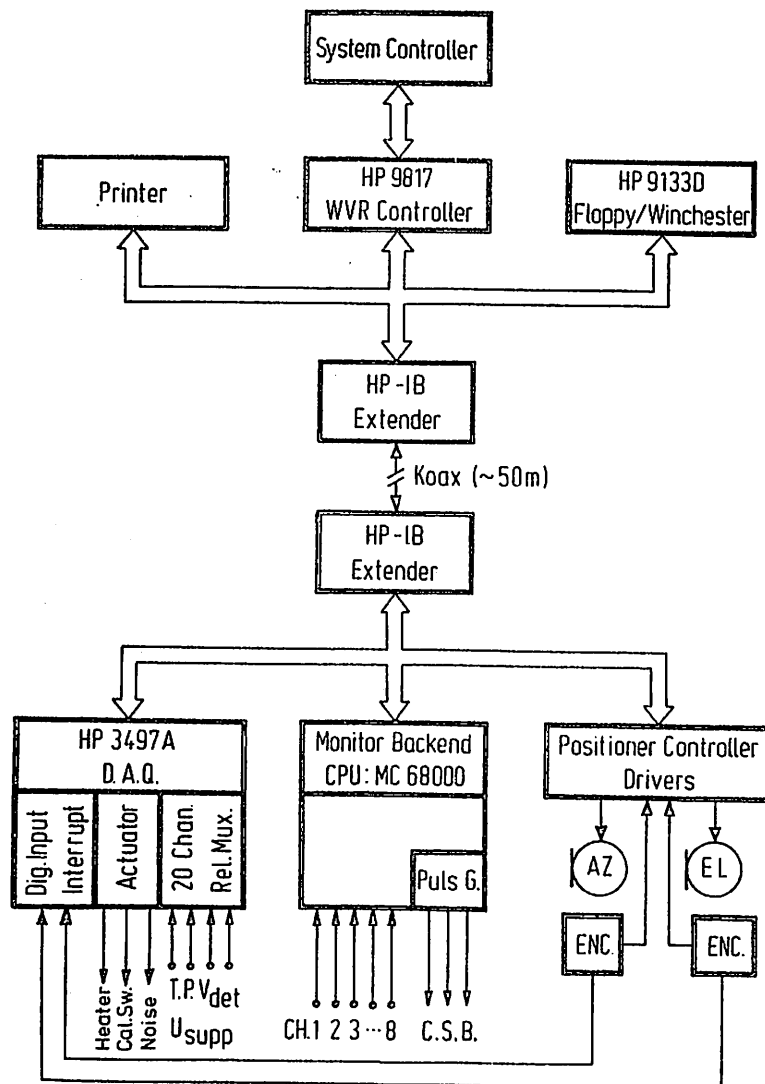 System Controller
Printer
HP 9817
WVR Controller
HP 9133D
Floppy/Winchester
HP-IB
Extender
Koax (~50m)
HP-IB
Extender
HP 3497A
D.A.Q.
Dig.Input
Interrupt
Actuator
20 Chan.
Rel.Mux.
Monitor Backend
CPU: MC 68000
Puls G.
Positioner Controller
Drivers
AZ
EL
ENC.
ENC.
Heater
Cal.Sw.
Noise
T.P.Vdet
Usupp
CH.1 2 3 ··· 8
C.S.B.